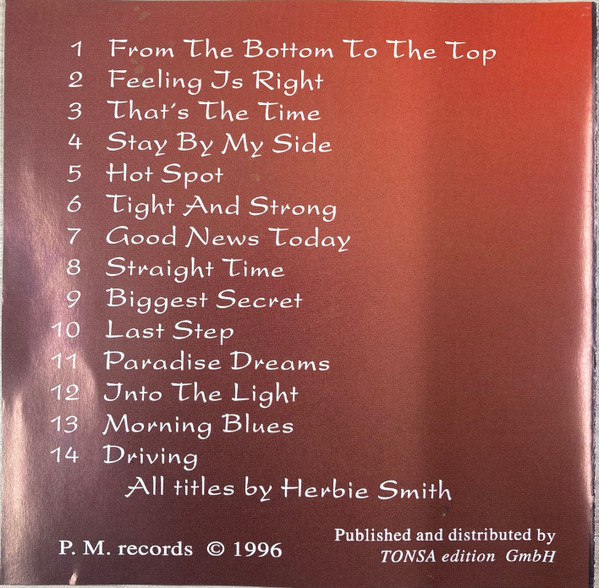 1 From The Bottom To The Top
2 Feeling Is Right
3 That's The Time
4 Stay By My Side
5 Hot Spot
6 Tight And Strong
7 Good News Today
8 Straight Time
9 Biggest Secret
10 Last Step
11 Paradise Dreams
12 Into The Light
13 Morning Blues
14 Driving
All titles by Herbie Smith
P. M. records © 1996
Published and distributed by
TONSA edition GmbH